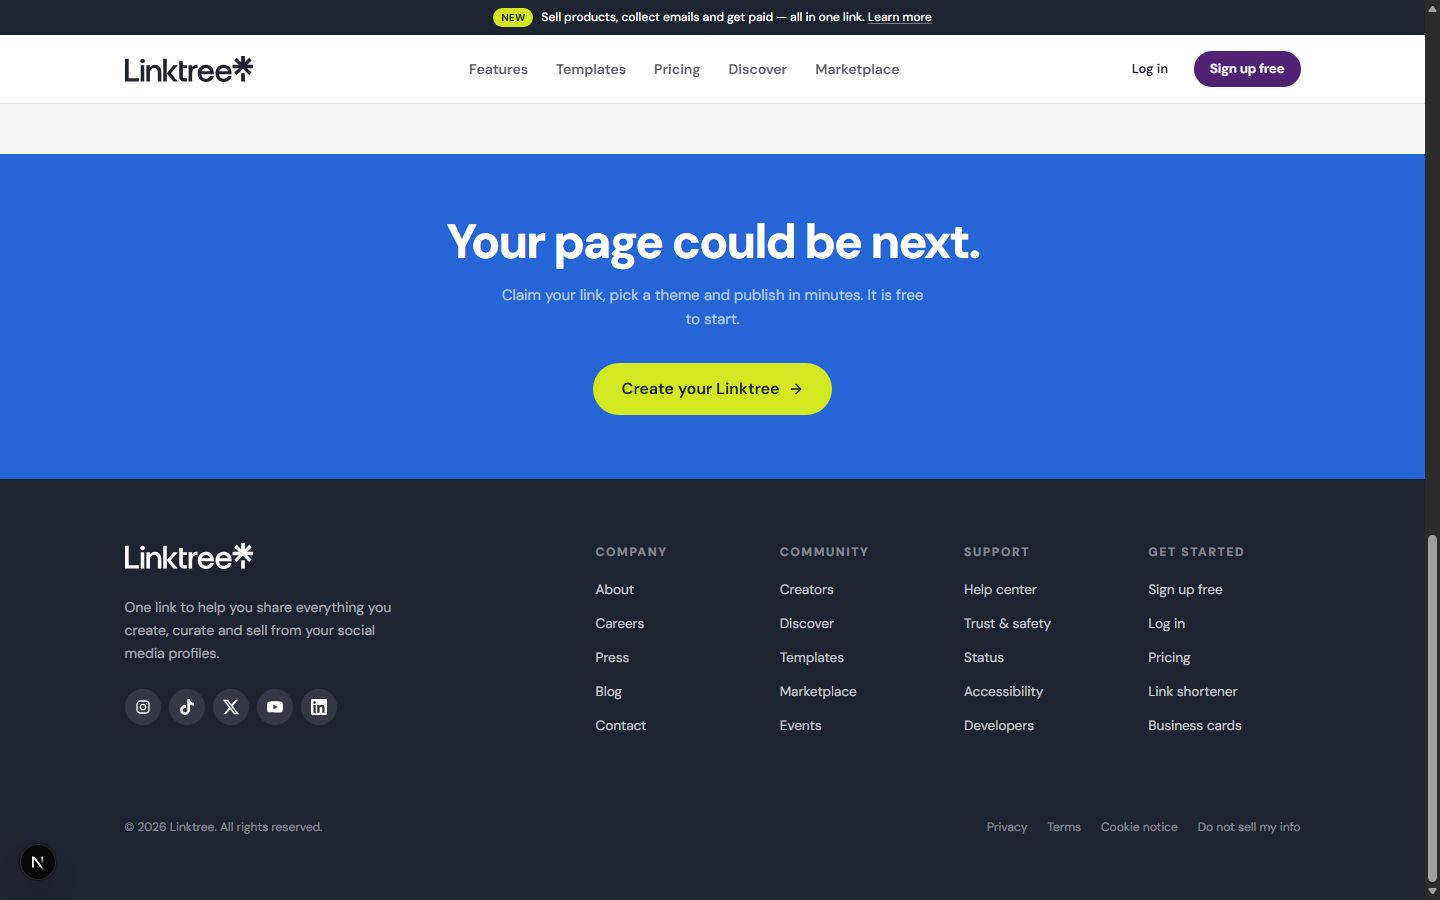 NEW Sell products, collect emails and get paid — all in one link. Learn more
Linktree
Features Templates Pricing Discover Marketplace
Log in Sign up free
Your page could be next.
Claim your link, pick a theme and publish in minutes. It is free
to start.
Create your Linktree →
Linktree
One link to help you share everything you
create, curate and sell from your social
media profiles.
COMPANY
About
Careers
Press
Blog
Contact
COMMUNITY
Creators
Discover
Templates
Marketplace
Events
SUPPORT
Help center
Trust & safety
Status
Accessibility
Developers
GET STARTED
Sign up free
Log in
Pricing
Link shortener
Business cards
© 2026 Linktree. All rights reserved.
Privacy Terms Cookie notice Do not sell my info
N